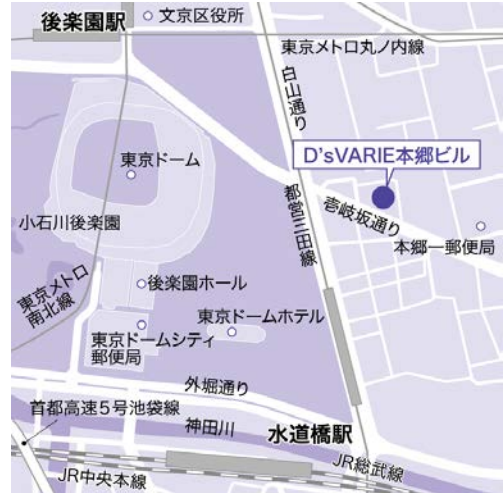 後楽園駅
文京区役所
東京メトロ丸ノ内線
白山通り
D'sVARIE本郷ビル
東京ドーム
都営三田線
壱岐坂通り
小石川後楽園
本郷一郵便局
東京メトロ
南北線
後楽園ホール
東京ドームシティ
郵便局
東京ドームホテル
外堀通り
首都高速5号池袋線
神田川
水道橋駅
JR総武線
JR中央本線